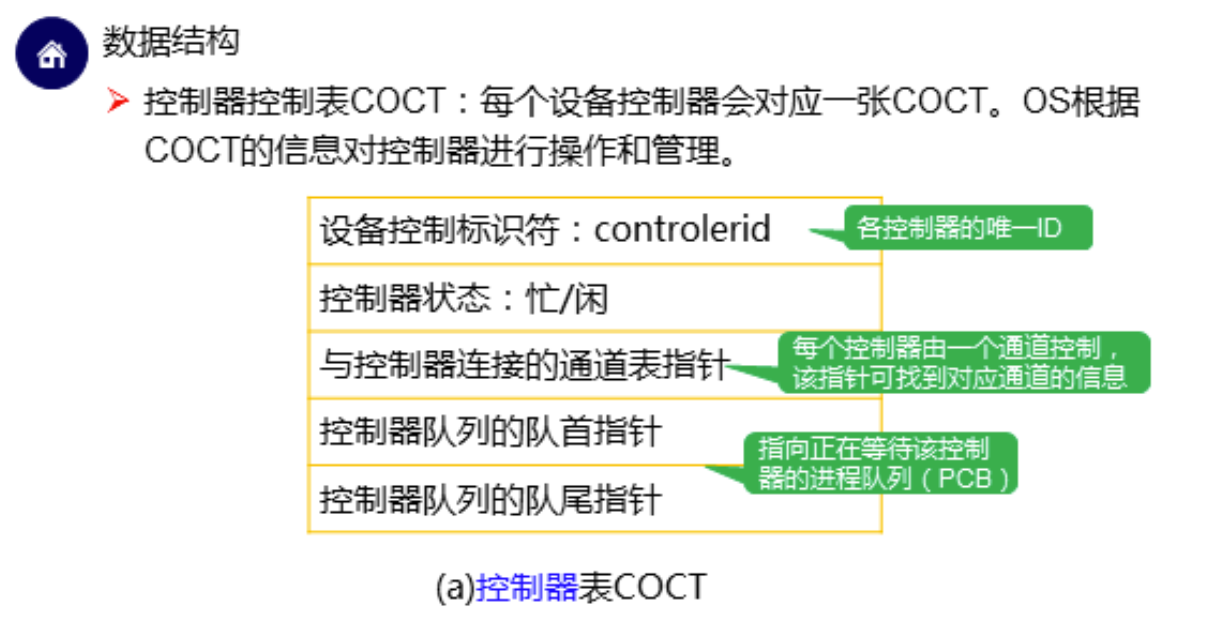 数据结构
➢ 控制器控制表COCT：每个设备控制器会对应一张COCT。OS根据
COCT的信息对控制器进行操作和管理。
设备控制标识符：controlerid
各控制器的唯一ID
控制器状态：忙/闲
与控制器连接的通道表指针
每个控制器由一个通道控制，
该指针可找到对应通道的信息
控制器队列的队首指针
指向正在等待该控制
器的进程队列（PCB）
控制器队列的队尾指针
(a)控制器表COCT